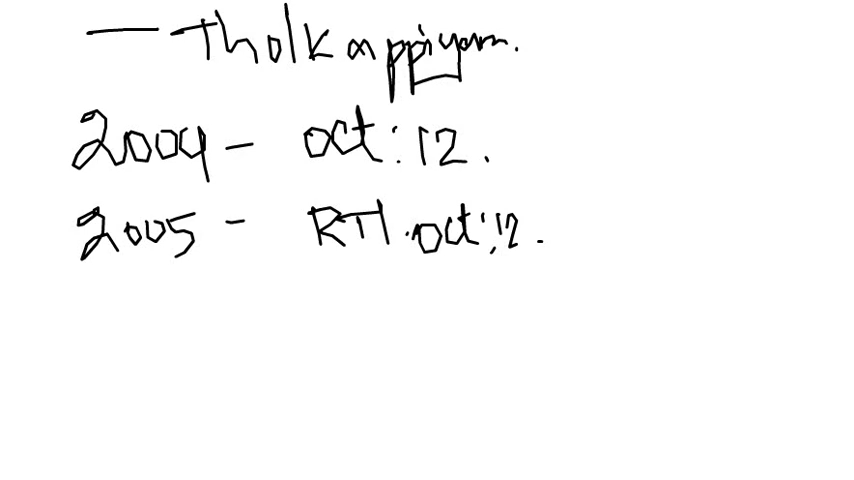 — Tholkappiyam.
2004 - oct: 12.
2005 - RTI. oct: 12.